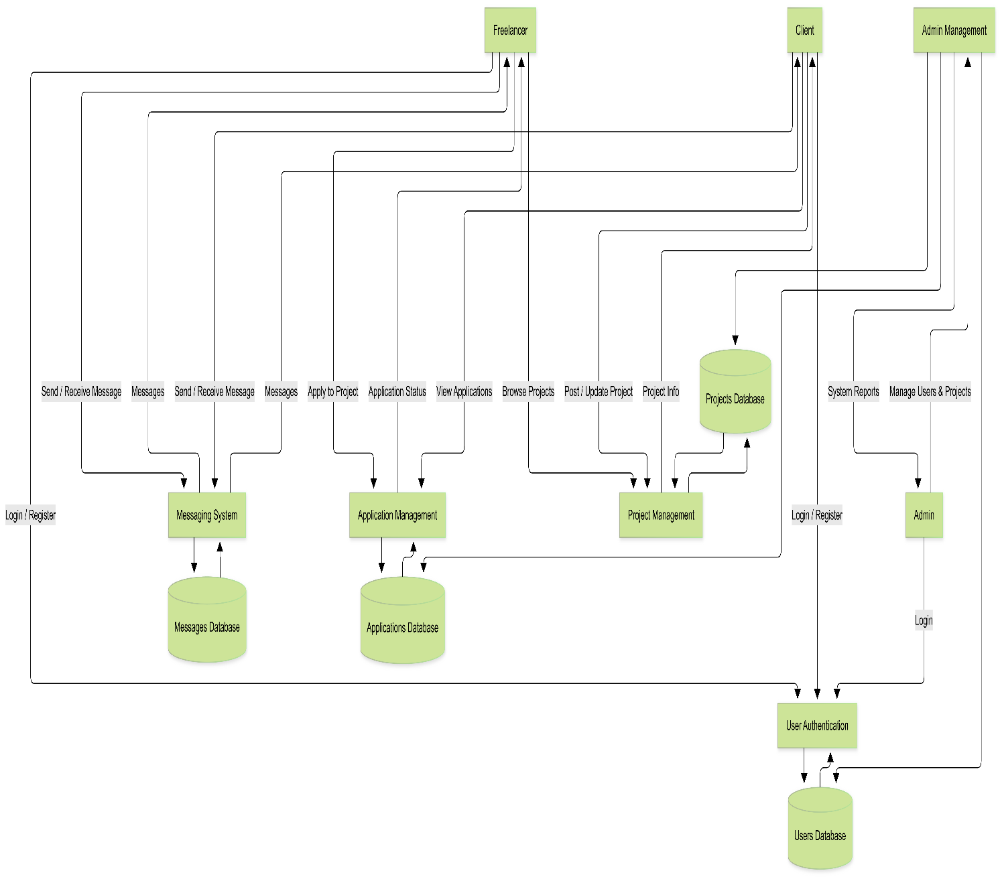 Freelancer
Client
Admin Management
Send / Receive Message
Messages
Send / Receive Message
Messages
Apply to Project
Application Status
View Applications
Browse Projects
Post / Update Project
Project Info
Projects Database
System Reports
Manage Users & Projects
Login / Register
Messaging System
Application Management
Project Management
Login / Register
Admin
Messages Database
Applications Database
Login
User Authentication
Users Database